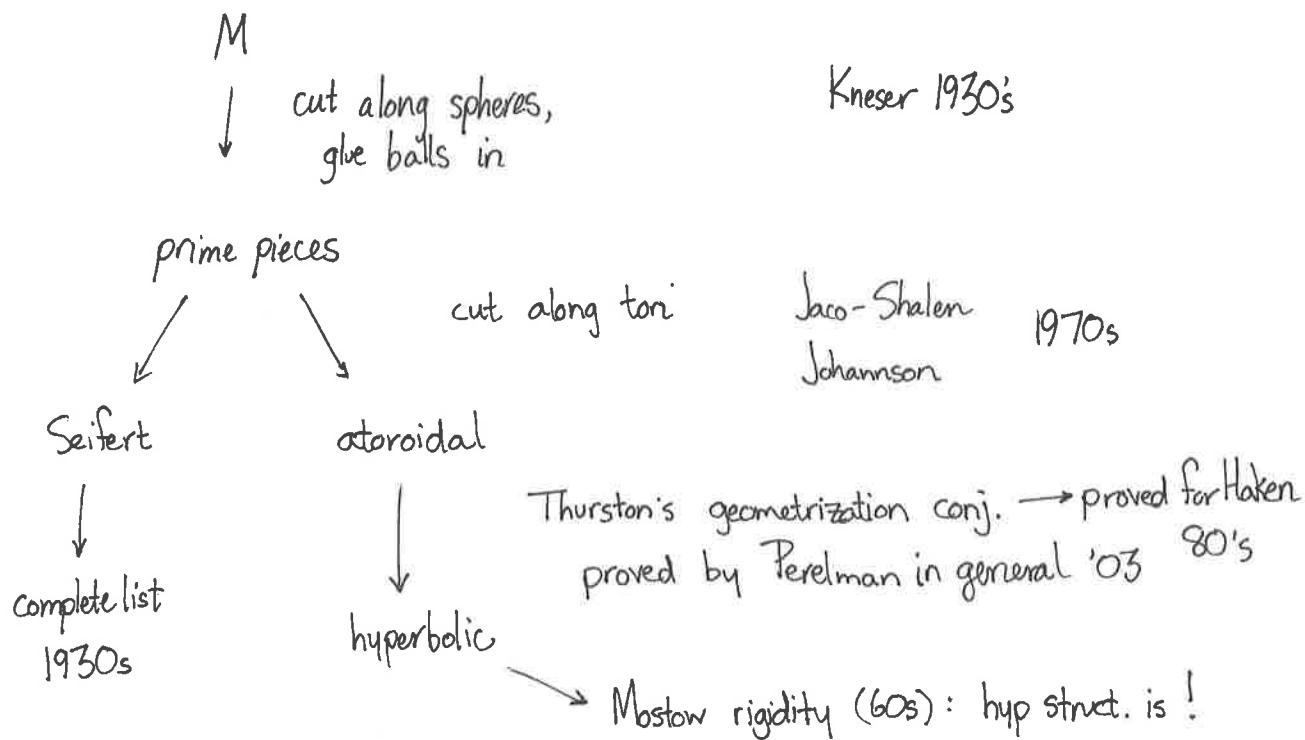 M
cut along spheres,
glue balls in
Kneser 1930's
prime pieces
cut along tori
Jaco-Shalen
Johannson
1970s
Seifert
atoroidal
Thurston's geometrization conj. → proved for Haken
80's
proved by Perelman in general '03
complete list
1930s
hyperbolic
Mostow rigidity (60s): hyp struct. is !